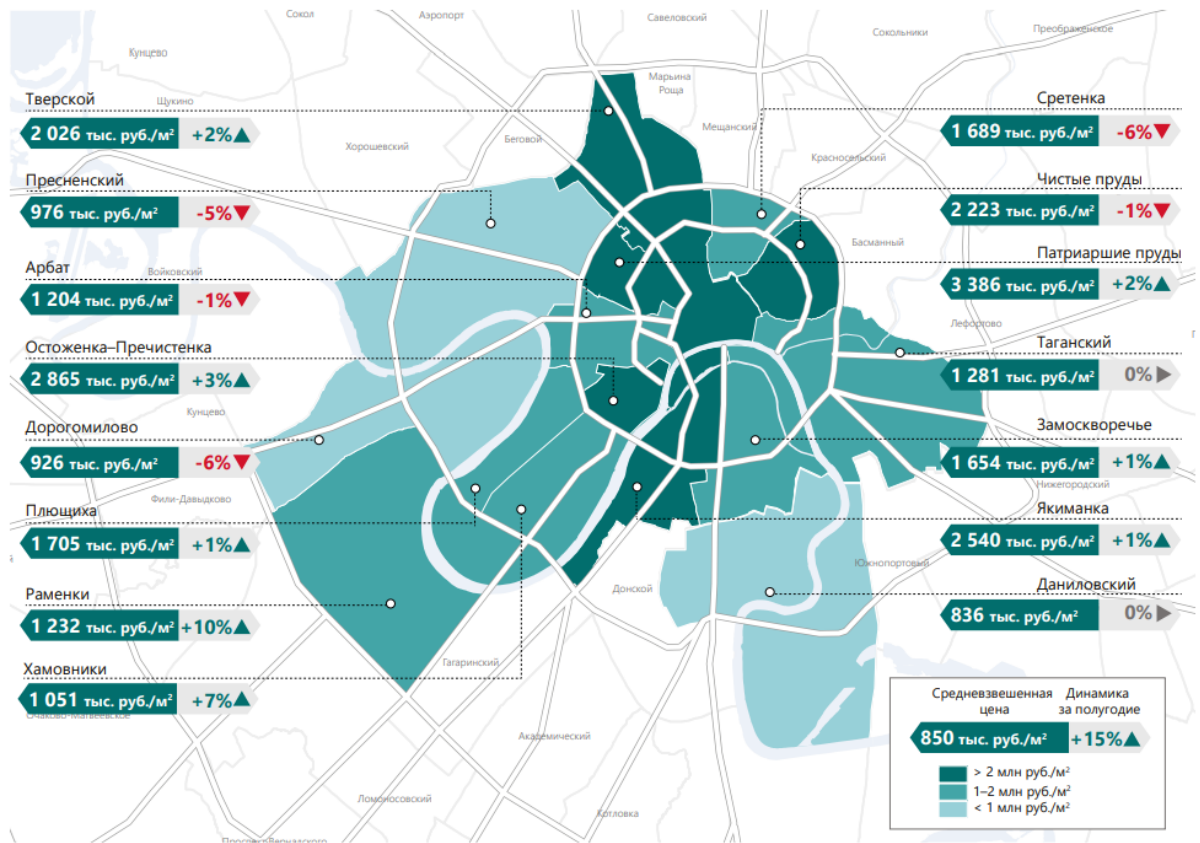 Сокол
Аэропорт
Савеловский
Сокольники
Преображенское
Кунцево
Марьина
Роща
Щукино
Мещанский
Беговой
Хорошевский
Красносельский
Басманный
Войковский
Лефортово
Кунцево
Фили-Давыдково
Нижегородский
Южнопортовый
Донской
Гагаринский
Очаково-Матвеевское
Академический
Ломоносовский
Котловка
Проспект Вернадского
Тверской
2 026 тыс. руб./м² +2%▲
Пресненский
976 тыс. руб./м² -5%▼
Арбат
1 204 тыс. руб./м² -1%▼
Остоженка–Пречистенка
2 865 тыс. руб./м² +3%▲
Дорогомилово
926 тыс. руб./м² -6%▼
Плющиха
1 705 тыс. руб./м² +1%▲
Раменки
1 232 тыс. руб./м² +10%▲
Хамовники
1 051 тыс. руб./м² +7%▲
Сретенка
1 689 тыс. руб./м² -6%▼
Чистые пруды
2 223 тыс. руб./м² -1%▼
Патриаршие пруды
3 386 тыс. руб./м² +2%▲
Таганский
1 281 тыс. руб./м² 0%▶
Замоскворечье
1 654 тыс. руб./м² +1%▲
Якиманка
2 540 тыс. руб./м² +1%▲
Даниловский
836 тыс. руб./м² 0%▶
Средневзвешенная Динамика
цена за полугодие
850 тыс. руб./м² +15%▲
> 2 млн руб./м²
1–2 млн руб./м²
< 1 млн руб./м²